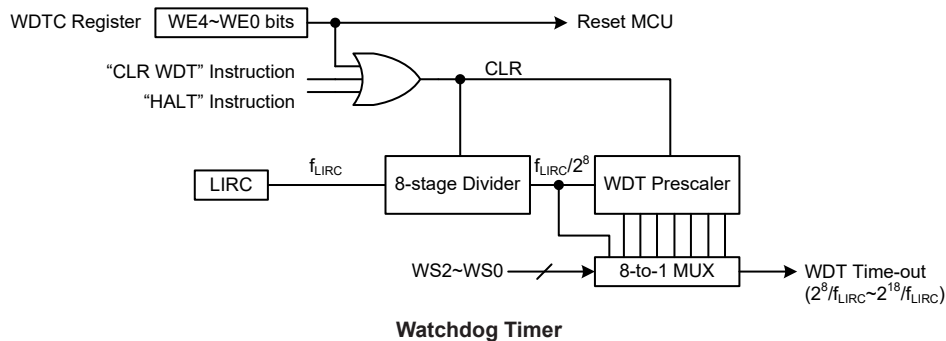 WDTC Register WE4~WE0 bits Reset MCU
“CLR WDT” Instruction
CLR
“HALT” Instruction
LIRC
fLIRC
8-stage Divider
fLIRC/2⁸
WDT Prescaler
WS2~WS0
8-to-1 MUX
WDT Time-out
(2⁸/fLIRC~2¹⁸/fLIRC)
Watchdog Timer